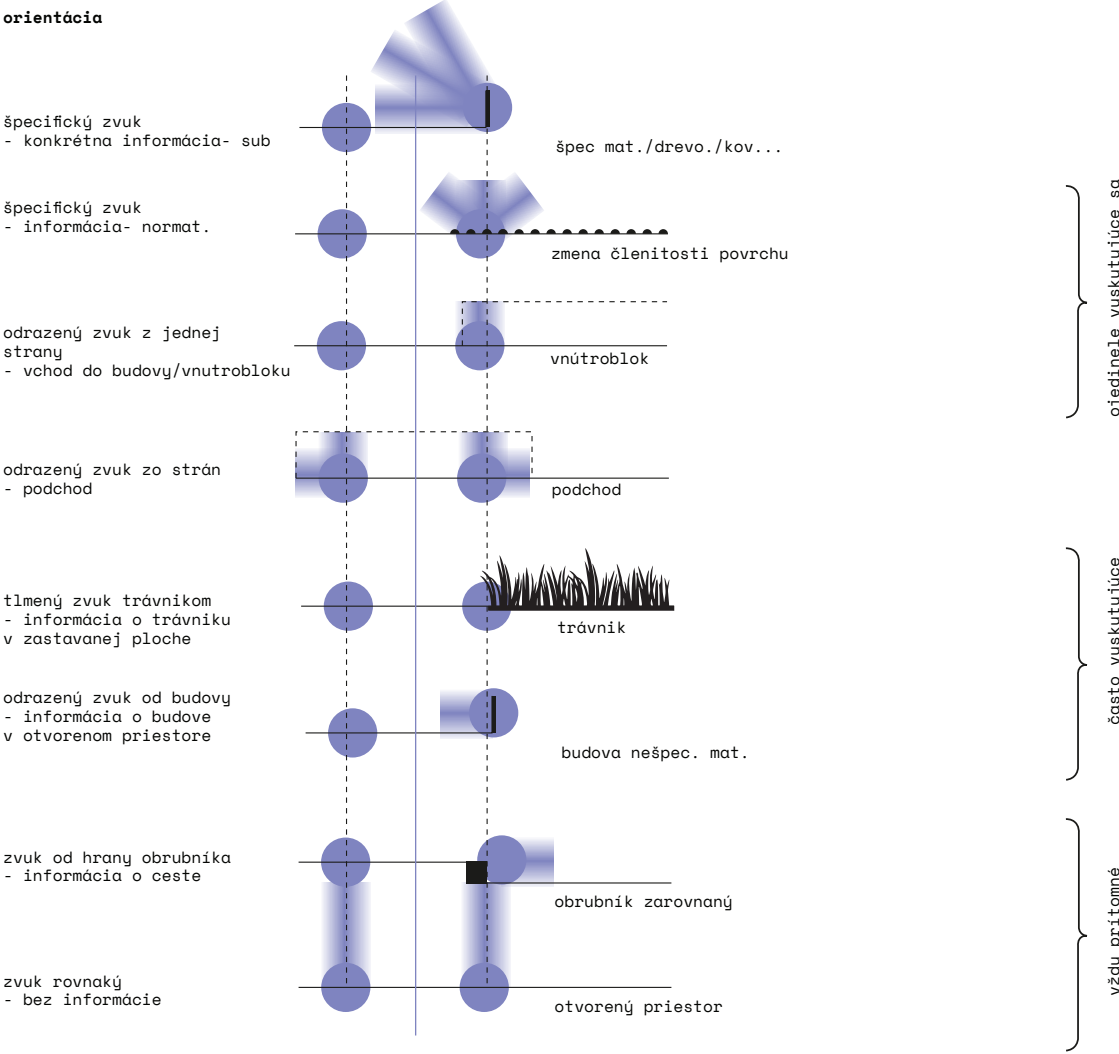 orientácia
špecifický zvuk
- konkrétna informácia- sub
špec mat./drevo./kov...
špecifický zvuk
- informácia- normat.
zmena členitosti povrchu
odrazený zvuk z jednej
strany
- vchod do budovy/vnutrobloku
vnútroblok
ojedinele vyskytujúce sa
odrazený zvuk zo strán
- podchod
podchod
tlmený zvuk trávnikom
- informácia o trávniku
v zastavanej ploche
trávnik
odrazený zvuk od budovy
- informácia o budove
v otvorenom priestore
budova nešpec. mat.
často vyskytujúce
zvuk od hrany obrubníka
- informácia o ceste
obrubník zarovnaný
zvuk rovnaký
- bez informácie
otvorený priestor
vždy prítomné